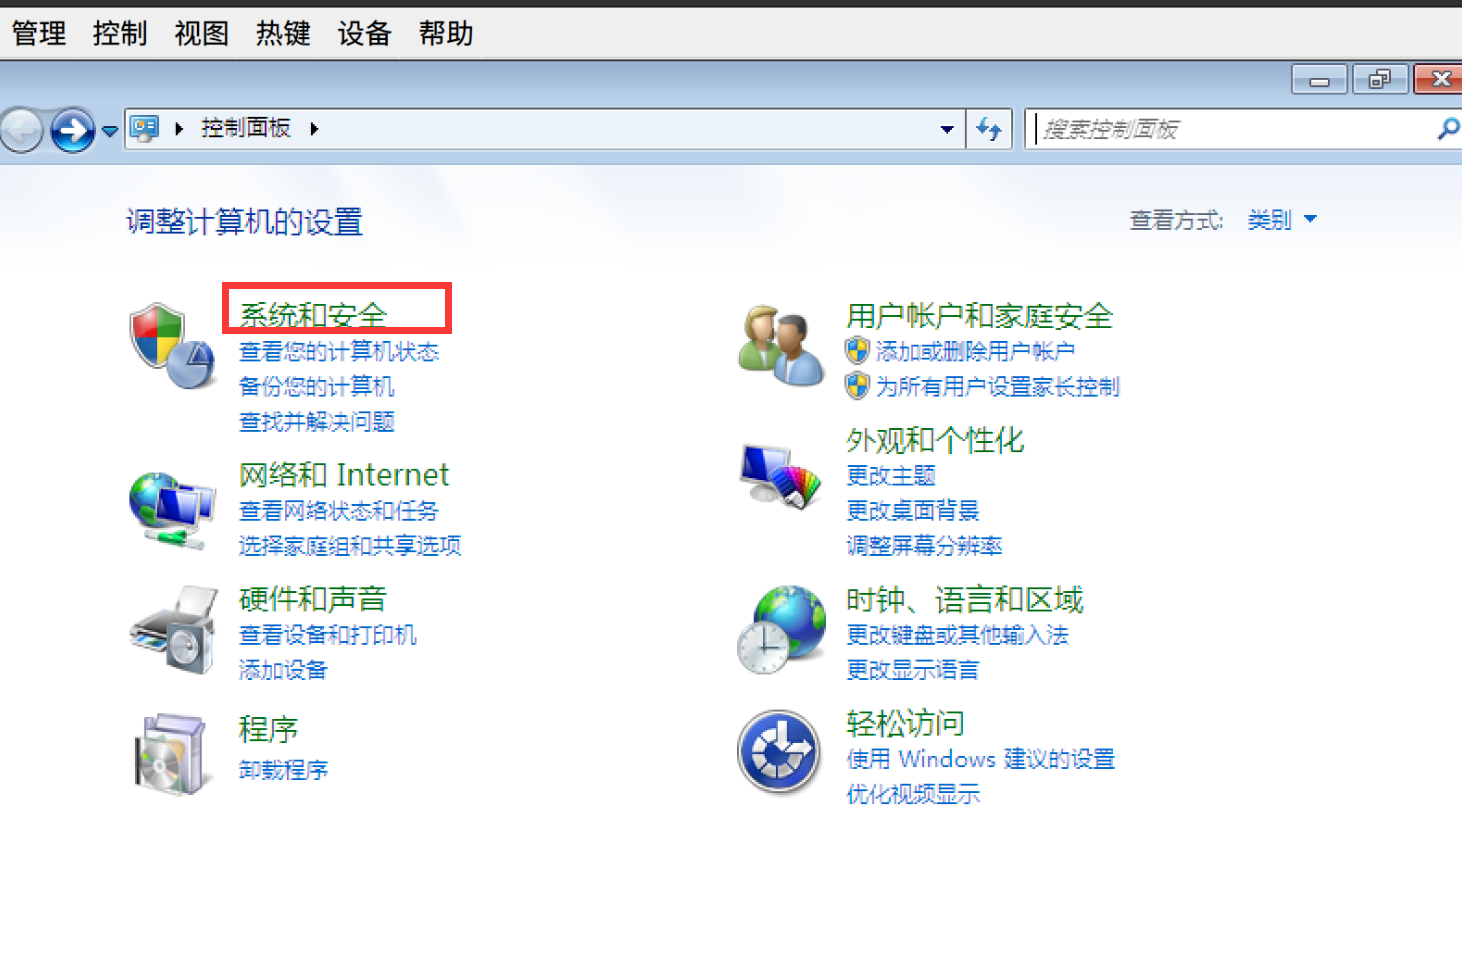 管理 控制 视图 热键 设备 帮助
控制面板
搜索控制面板
调整计算机的设置
查看方式: 类别
系统和安全
查看您的计算机状态
备份您的计算机
查找并解决问题
网络和 Internet
查看网络状态和任务
选择家庭组和共享选项
硬件和声音
查看设备和打印机
添加设备
程序
卸载程序
用户帐户和家庭安全
添加或删除用户帐户
为所有用户设置家长控制
外观和个性化
更改主题
更改桌面背景
调整屏幕分辨率
时钟、语言和区域
更改键盘或其他输入法
更改显示语言
轻松访问
使用 Windows 建议的设置
优化视频显示